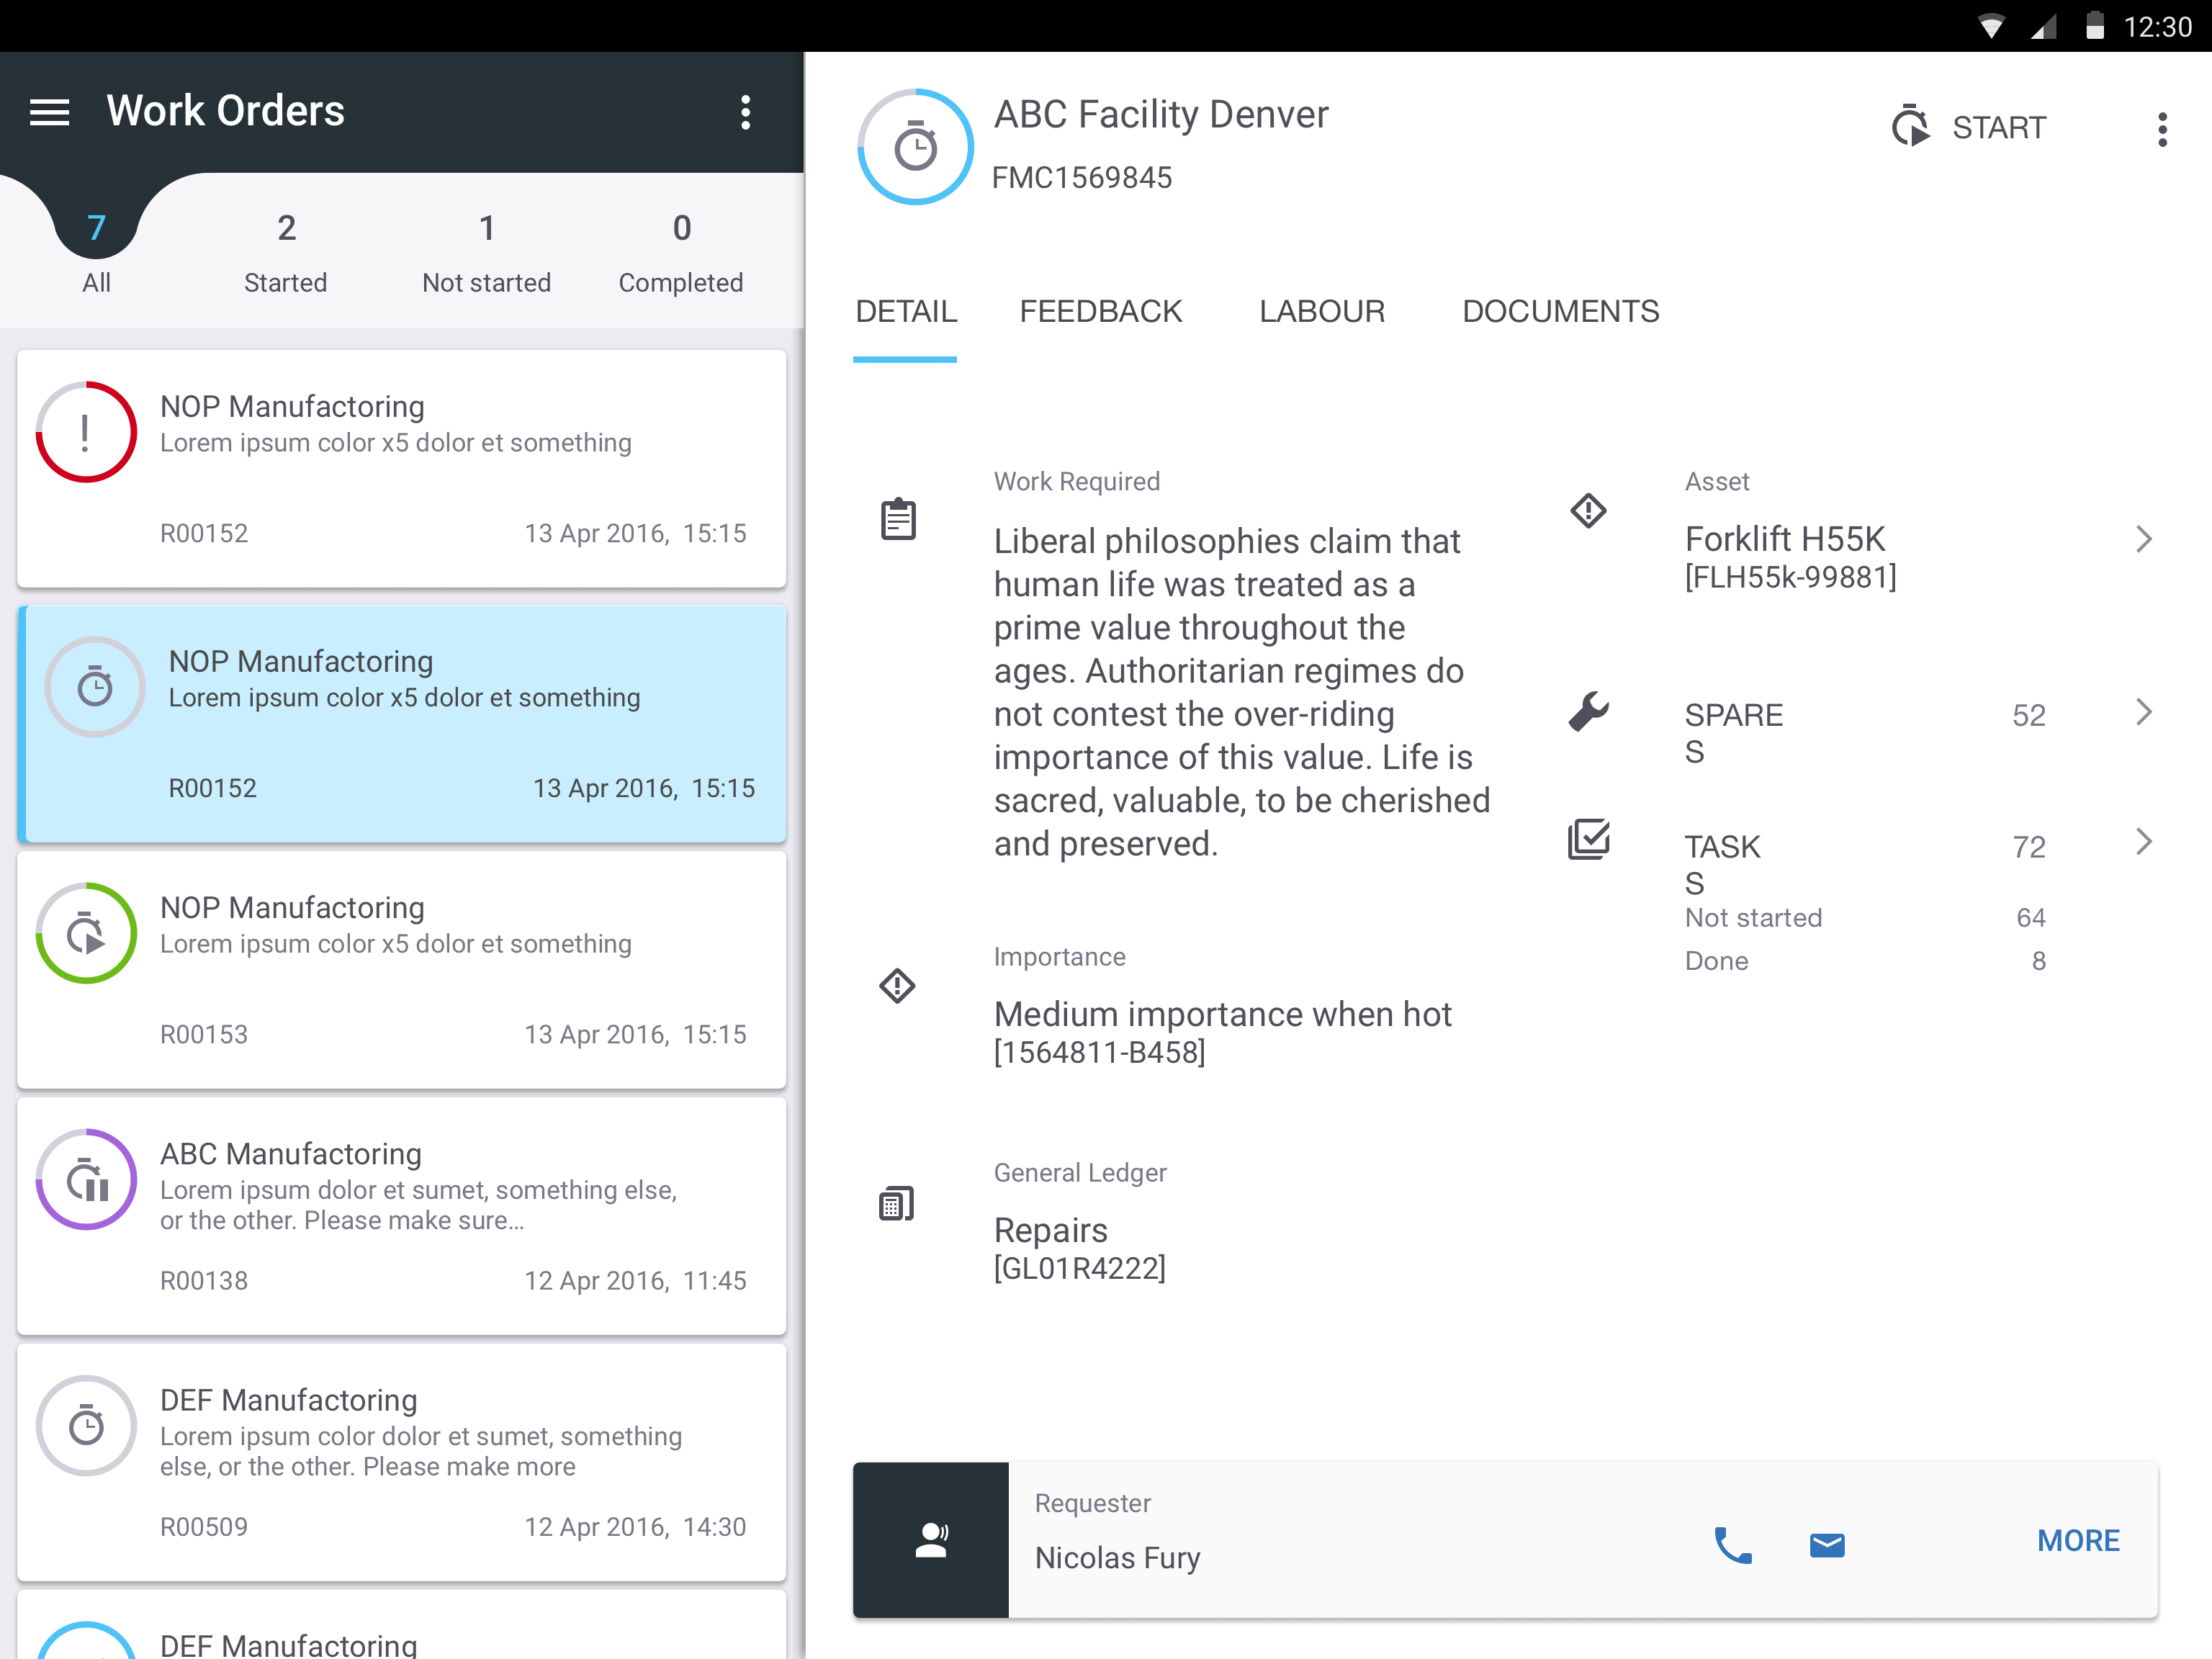 12:30
Work Orders
7
All
2
Started
1
Not started
0
Completed
NOP Manufactoring
Lorem ipsum color x5 dolor et something
R00152
13 Apr 2016, 15:15
NOP Manufactoring
Lorem ipsum color x5 dolor et something
R00152
13 Apr 2016, 15:15
NOP Manufactoring
Lorem ipsum color x5 dolor et something
R00153
13 Apr 2016, 15:15
ABC Manufactoring
Lorem ipsum dolor et sumet, something else,
or the other. Please make sure...
R00138
12 Apr 2016, 11:45
DEF Manufactoring
Lorem ipsum color dolor et sumet, something
else, or the other. Please make more
R00509
12 Apr 2016, 14:30
DEF Manufactoring
ABC Facility Denver
FMC1569845
START
DETAIL
FEEDBACK
LABOUR
DOCUMENTS
Work Required
Liberal philosophies claim that
human life was treated as a
prime value throughout the
ages. Authoritarian regimes do
not contest the over-riding
importance of this value. Life is
sacred, valuable, to be cherished
and preserved.
Importance
Medium importance when hot
[1564811-B458]
General Ledger
Repairs
[GL01R4222]
Asset
Forklift H55K
[FLH55k-99881]
SPARE
S
52
TASK
S
72
Not started
64
Done
8
Requester
Nicolas Fury
MORE